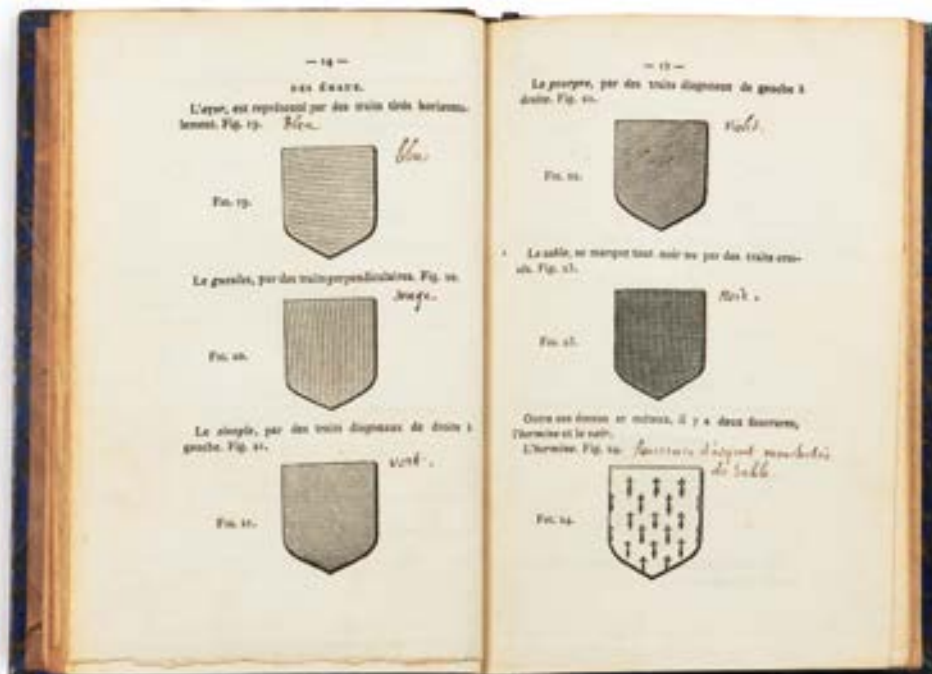 — 14 —
DES ÉMAUX.
L'azur, est représenté par des traits tirés horizonta-
lement. Fig. 19. Bleu
bleu
FIG. 19.
Le gueules, par des traits perpendiculaires. Fig. 20.
rouge.
FIG. 20.
Le sinople, par des traits diagonaux de droite à
gauche. Fig. 21.
vert.
FIG. 21.
— 15 —
Le pourpre, par des traits diagonaux de gauche à
droite. Fig. 22.
violet.
FIG. 22.
Le sable, se marque tout noir ou par des traits croi-
sés. Fig. 23.
Noir.
FIG. 23.
Outre ces émaux et métaux, il y a deux fourrures,
l'hermine et le vair.
L'hermine. Fig. 24. fourrure d'argent mouchetée
de sable
FIG. 24.